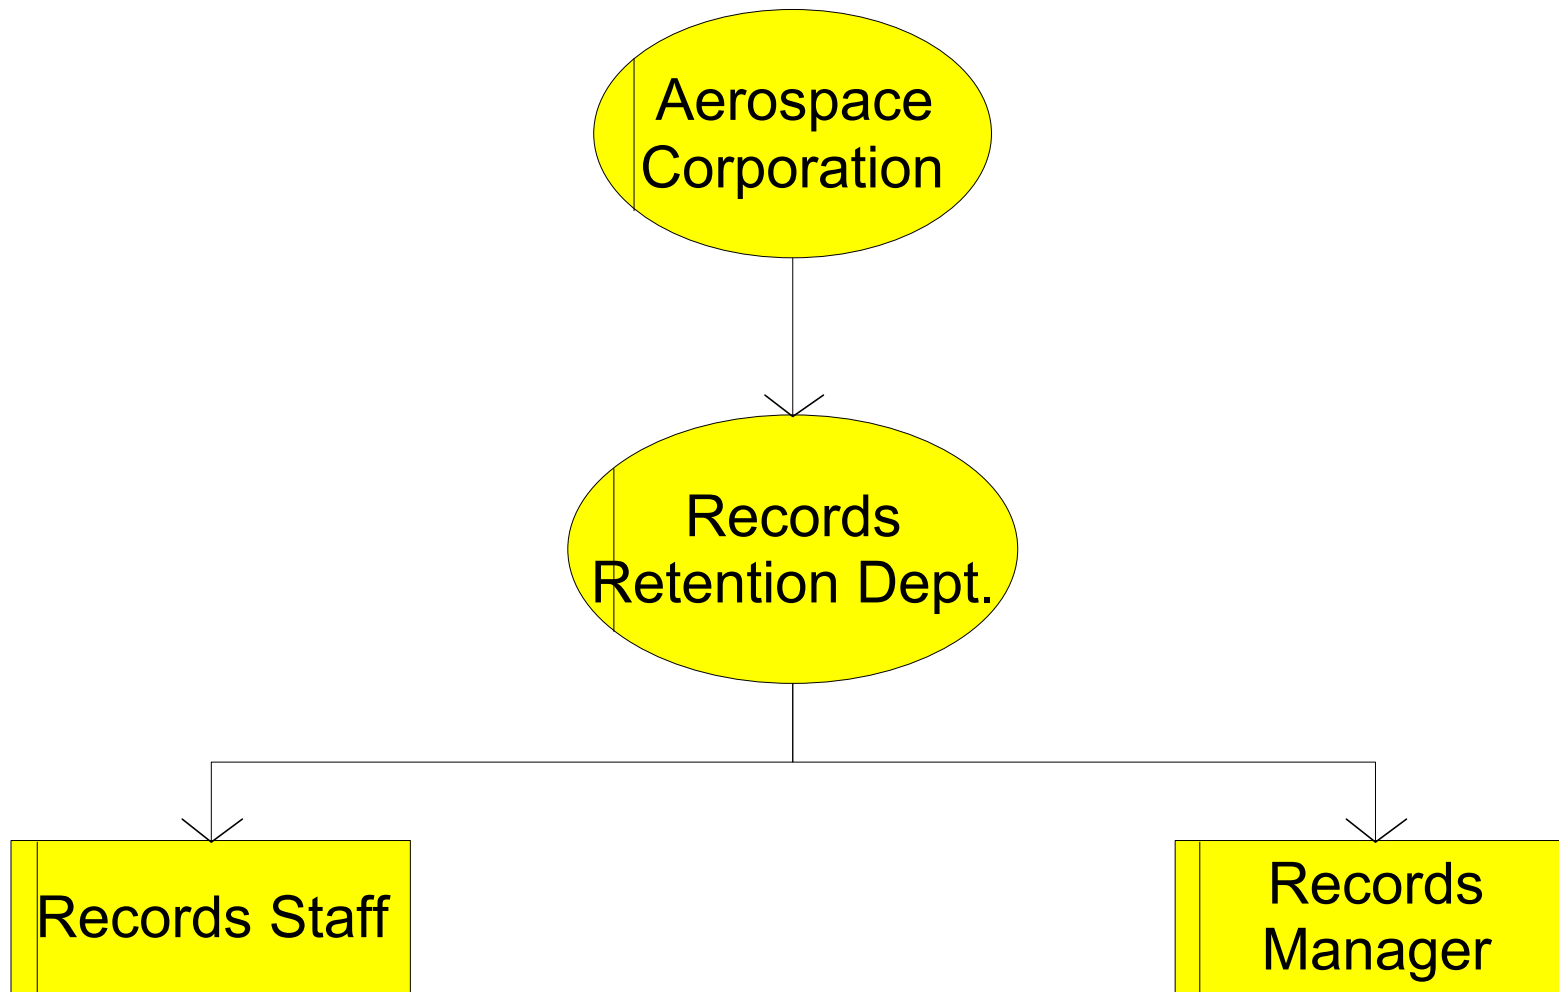 Aerospace
Corporation
Records
Retention Dept.
Records Staff
Records
Manager